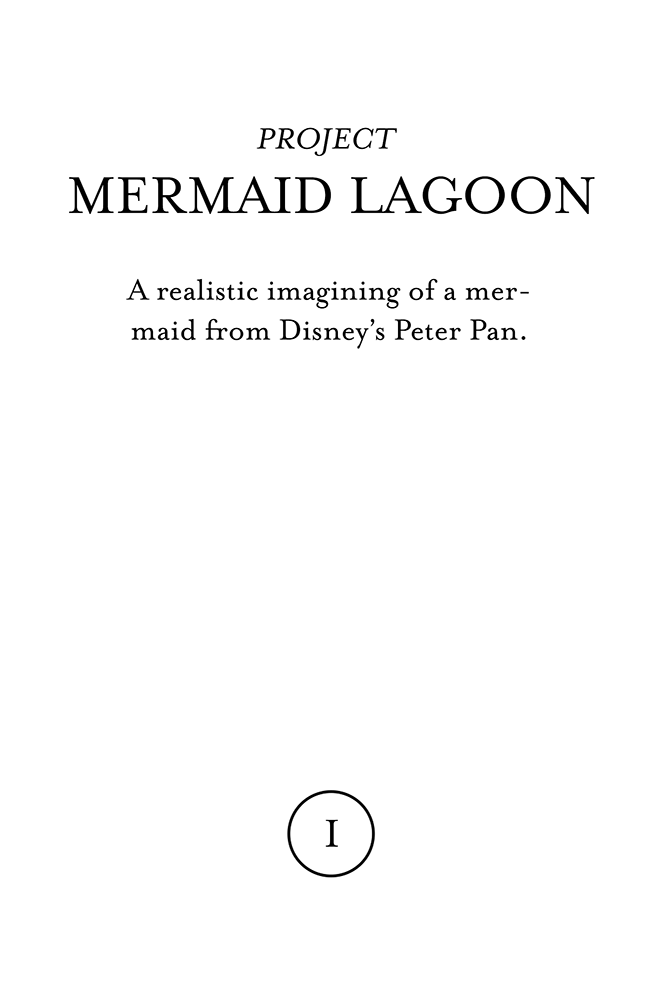 PROJECT
MERMAID LAGOON
A realistic imagining of a mer-
maid from Disney’s Peter Pan.
I